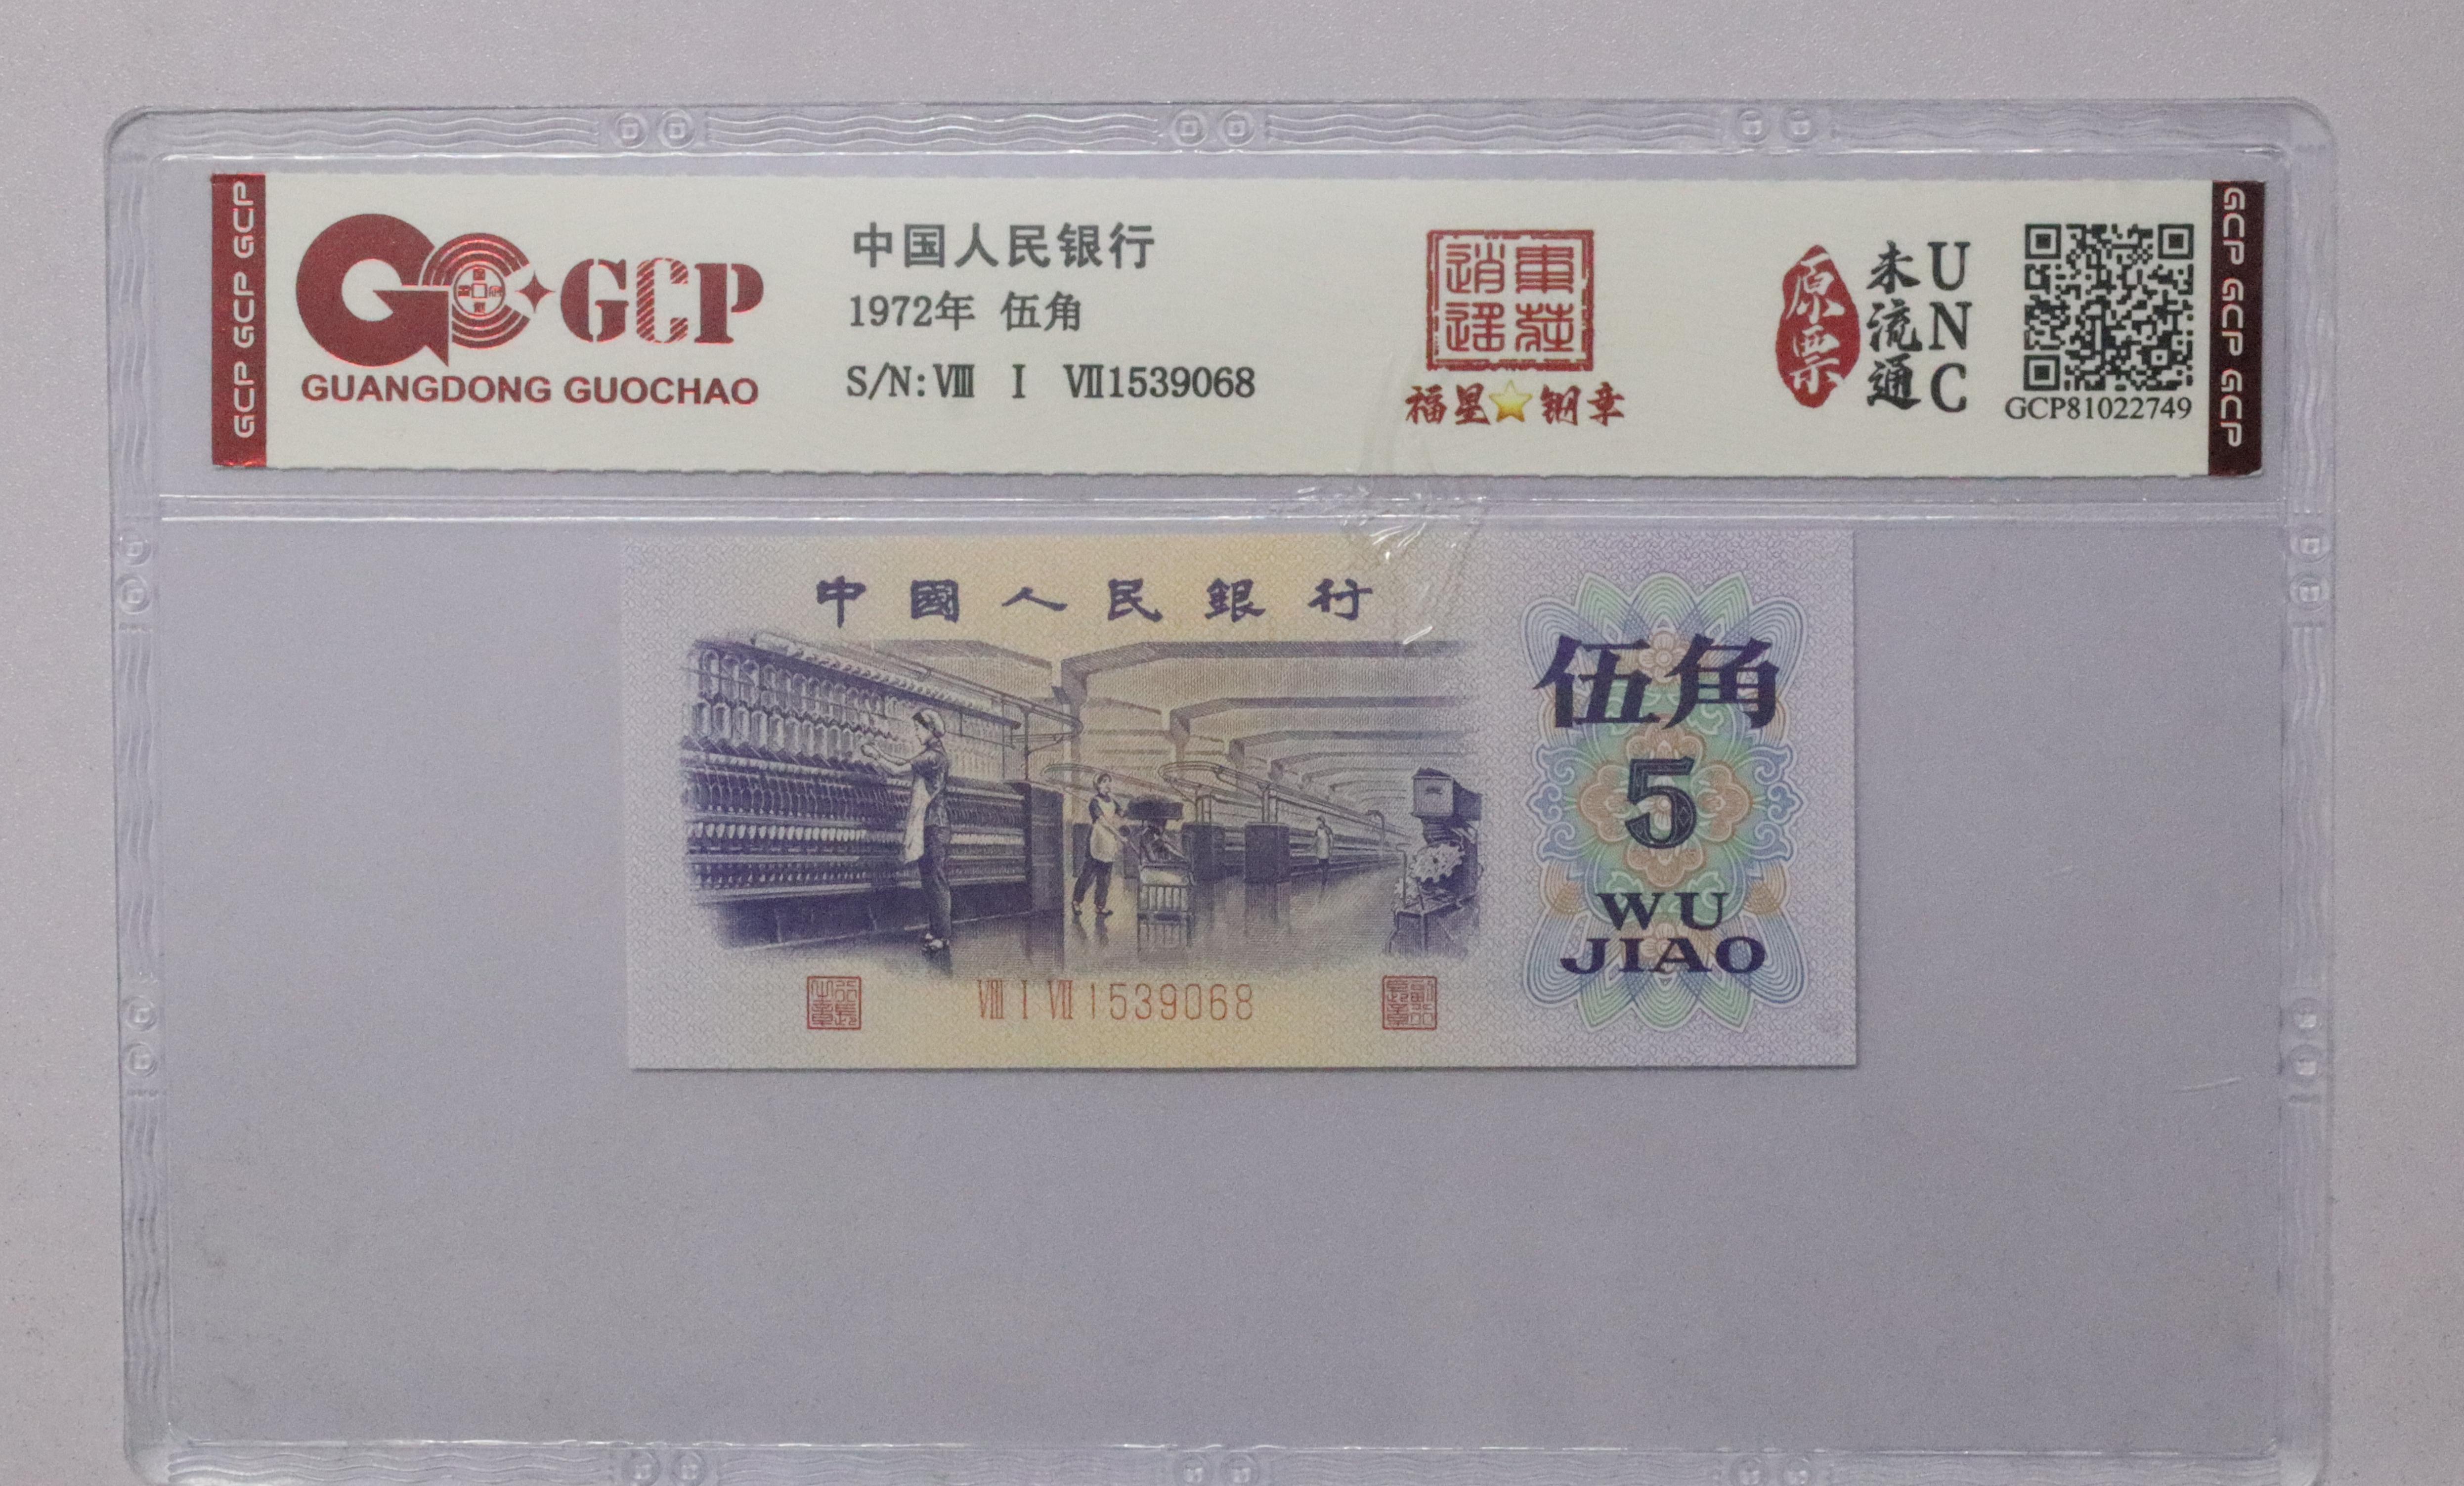 GCP GCP GCP
GCP
GUANGDONG GUOCHAO
中国人民银行
1972年 伍角
S/N:Ⅷ Ⅰ Ⅶ1539068
福星⭐钢章
原票
未流通
UNC
GCP81022749
GCP GCP GCP
中國人民銀行
伍角
5
WU
JIAO
Ⅷ Ⅰ Ⅶ 1539068